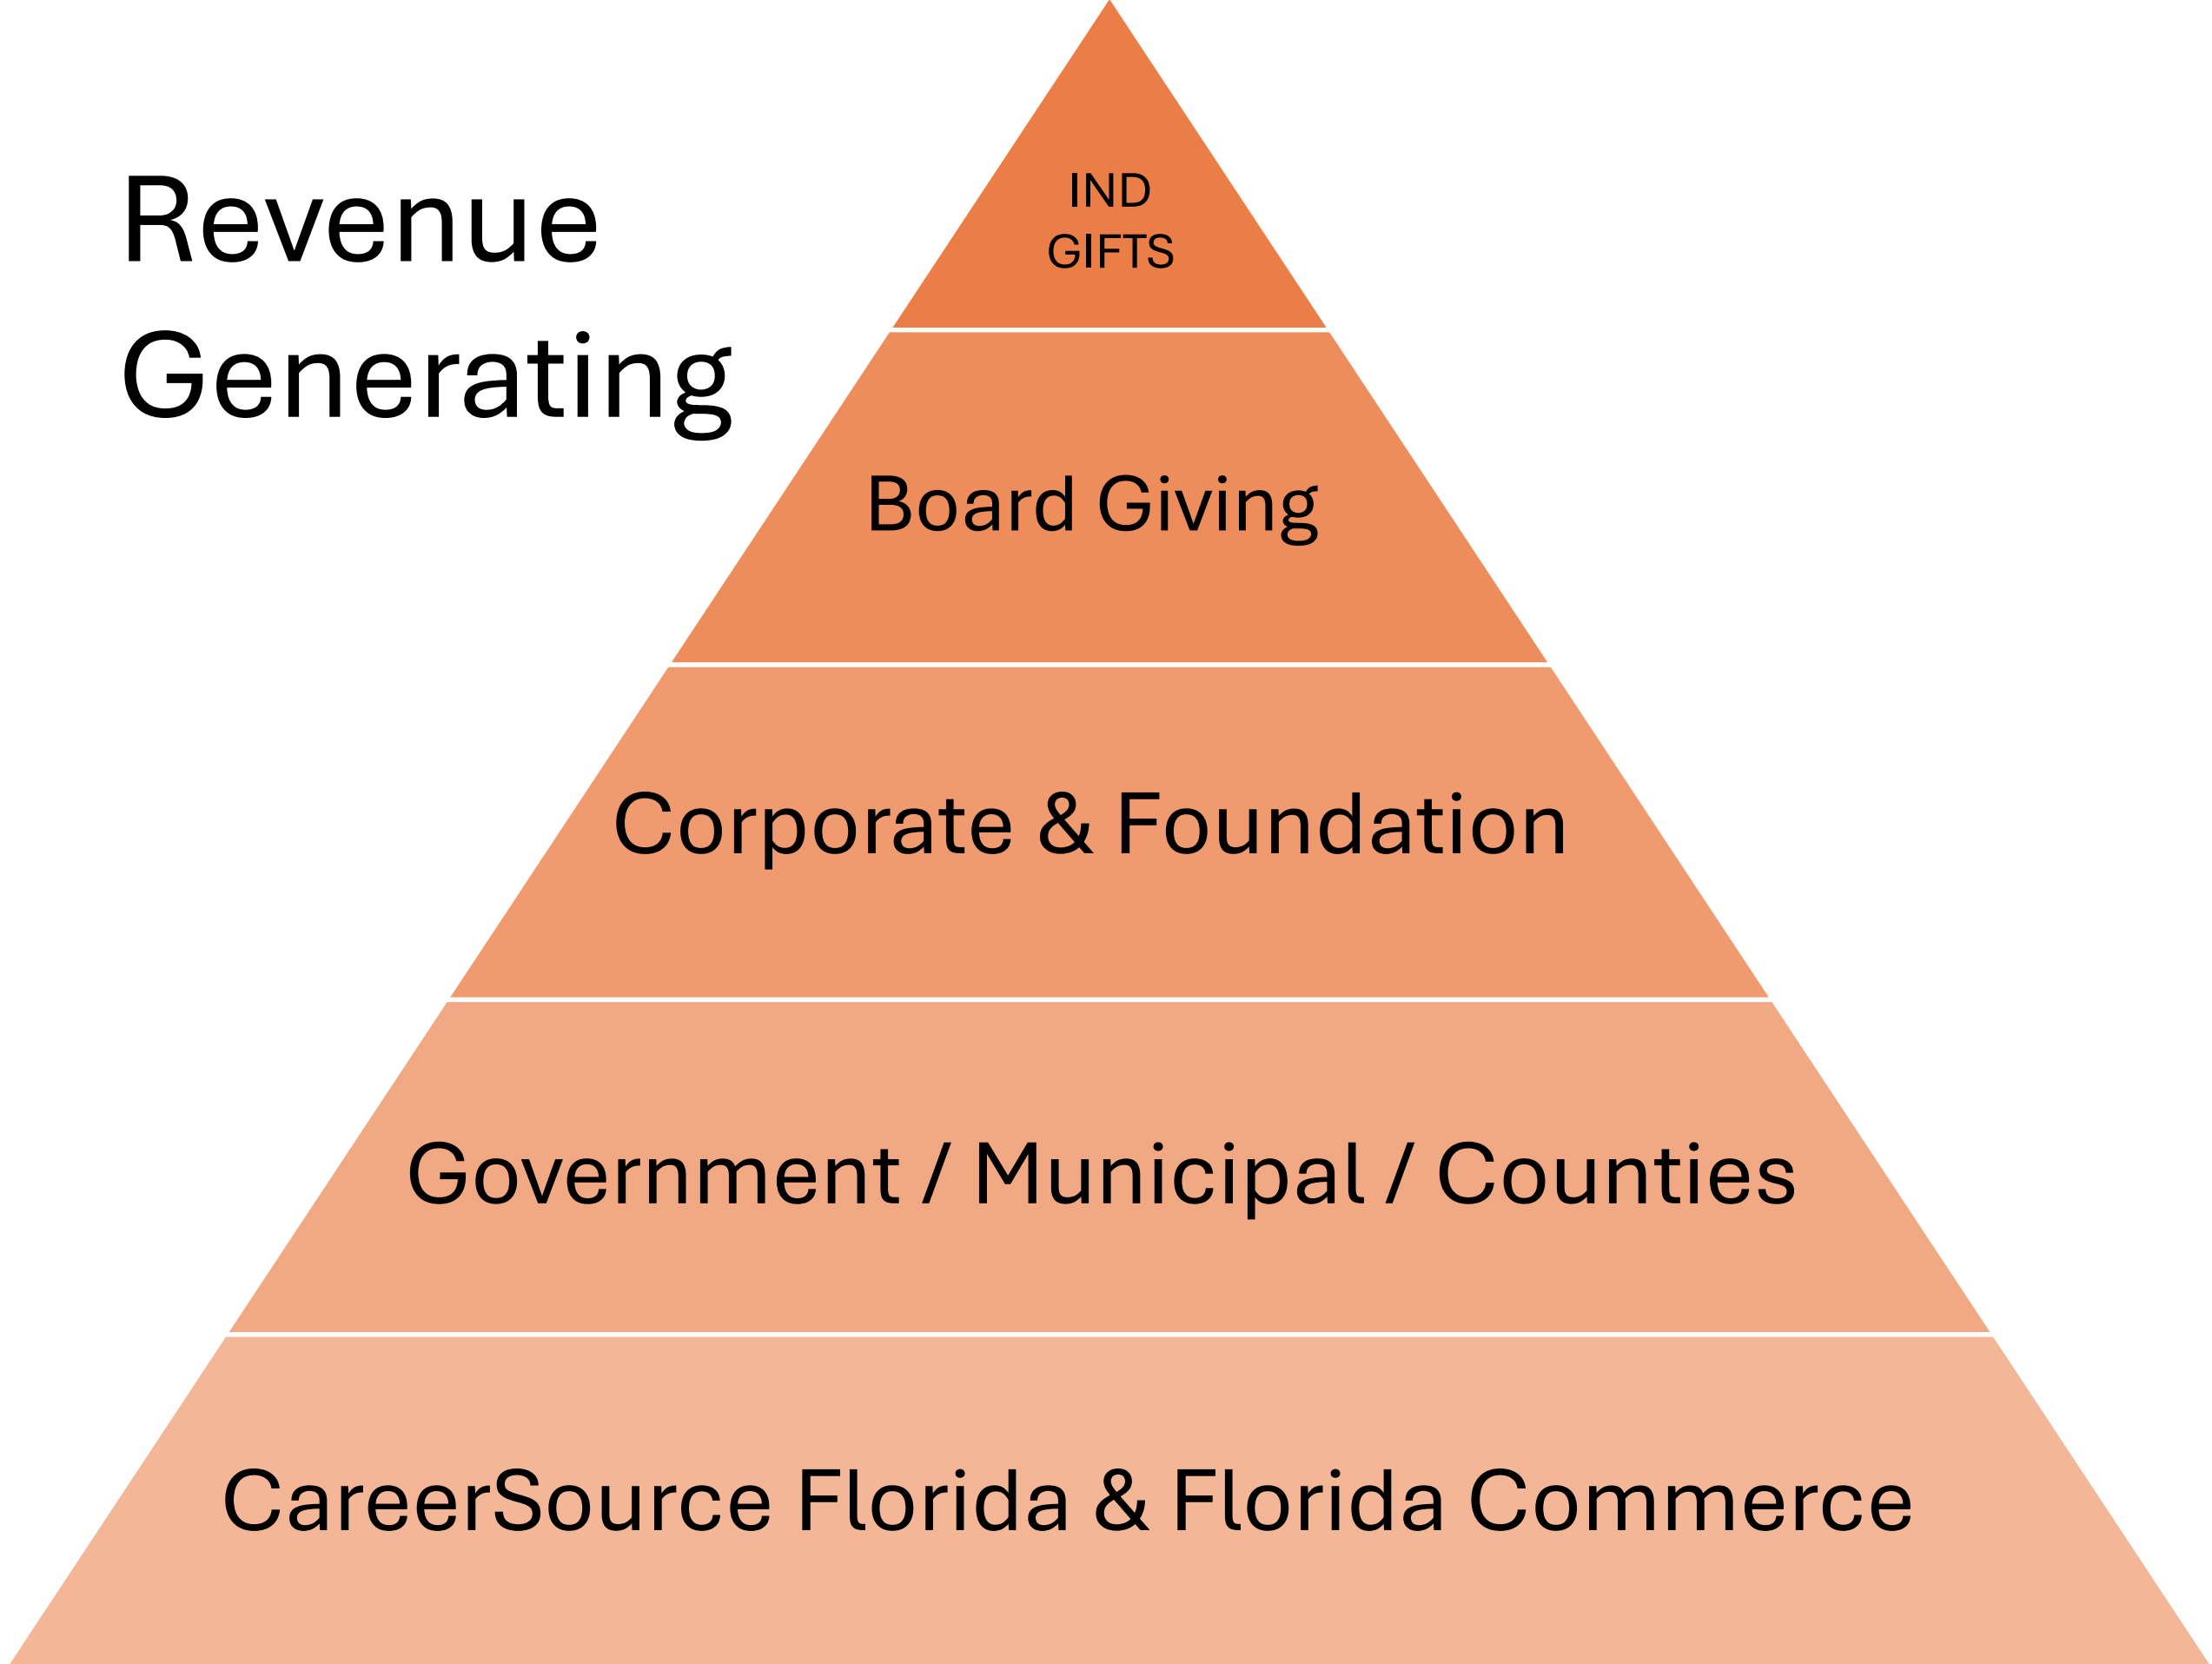 Revenue
Generating
IND
GIFTS
Board Giving
Corporate & Foundation
Government / Municipal / Counties
CareerSource Florida & Florida Commerce